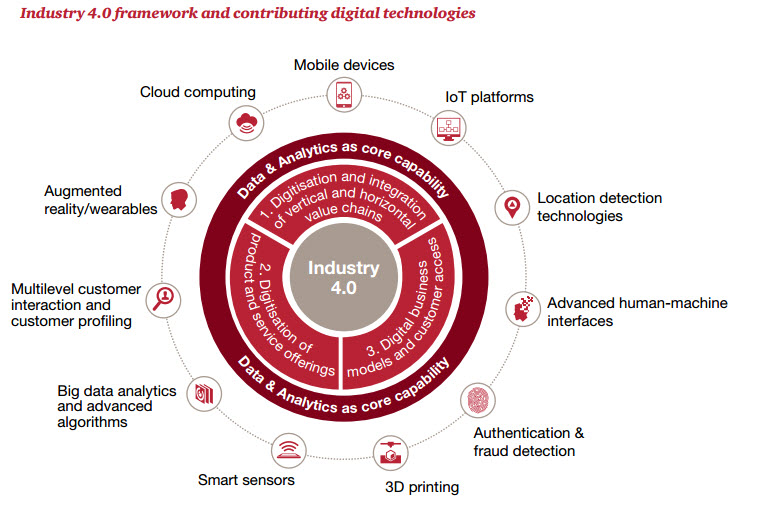 Industry 4.0 framework and contributing digital technologies
Mobile devices
Cloud computing
IoT platforms
Augmented
reality/wearables
Location detection
technologies
Multilevel customer
interaction and
customer profiling
Advanced human-machine
interfaces
Big data analytics
and advanced
algorithms
Authentication &
fraud detection
Smart sensors
3D printing
Data & Analytics as core capability
1. Digitisation and integration
of vertical and horizontal
value chains
2. Digitisation of
product and service offerings
3. Digital business
models and customer access
Industry
4.0
Data & Analytics as core capability